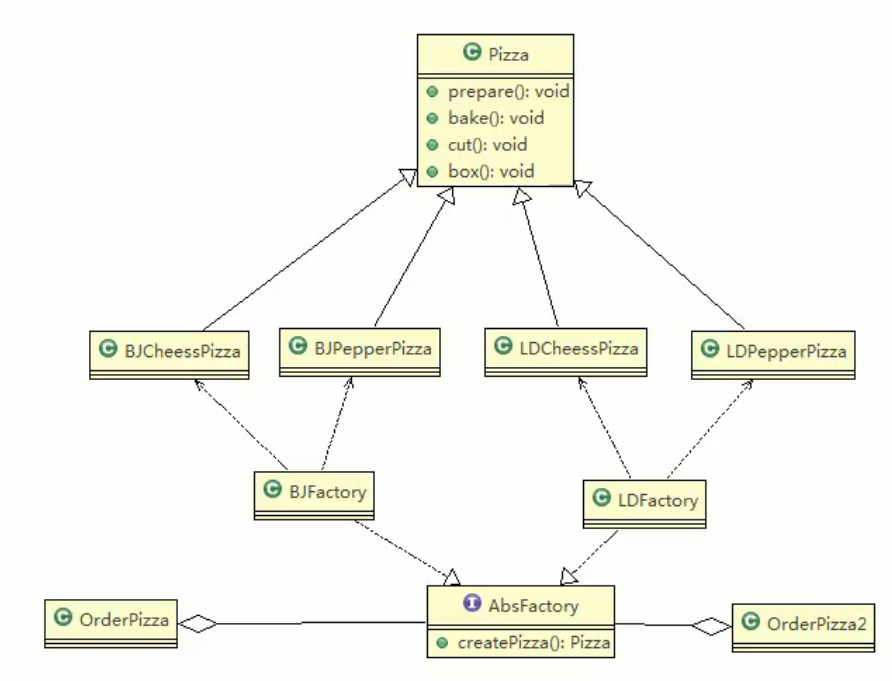 Pizza
prepare(): void
bake(): void
cut(): void
box(): void
BJCheessPizza
BJPepperPizza
LDCheessPizza
LDPepperPizza
BJFactory
LDFactory
OrderPizza
AbsFactory
createPizza(): Pizza
OrderPizza2